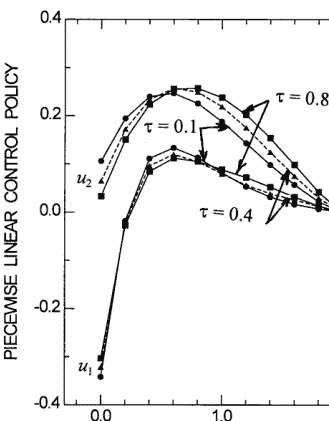 PIECEWISE LINEAR CONTROL POLICY
0.4
τ = 0.8
0.2
τ = 0.1
u2
0.0
τ = 0.4
-0.2
u1
-0.4
0.0
1.0